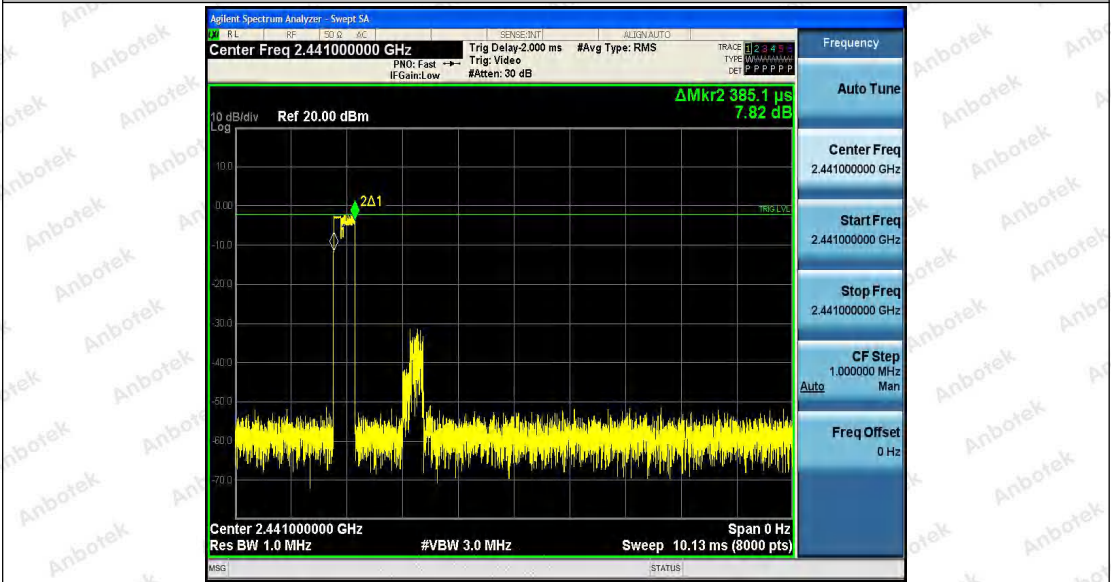 Agilent Spectrum Analyzer - Swept SA
RL RF 50 Ω AC SENSE:INT ALIGN AUTO
Center Freq 2.441000000 GHz
PNO: Fast
IFGain:Low
Trig Delay-2.000 ms
Trig: Video
#Atten: 30 dB
#Avg Type: RMS
TRACE 1 2 3 4 5 6
TYPE
DET P P P P P P
ΔMkr2 385.1 µs
7.82 dB
10 dB/div
Log
Ref 20.00 dBm
10.0
0.00
-10.0
-20.0
-30.0
-40.0
-50.0
-60.0
-70.0
2Δ1
TRIG LVL
Center 2.441000000 GHz
Span 0 Hz
Res BW 1.0 MHz
#VBW 3.0 MHz
Sweep 10.13 ms (8000 pts)
MSG
STATUS
Frequency
Auto Tune
Center Freq
2.441000000 GHz
Start Freq
2.441000000 GHz
Stop Freq
2.441000000 GHz
CF Step
1.000000 MHz
Auto Man
Freq Offset
0 Hz
Anbotek